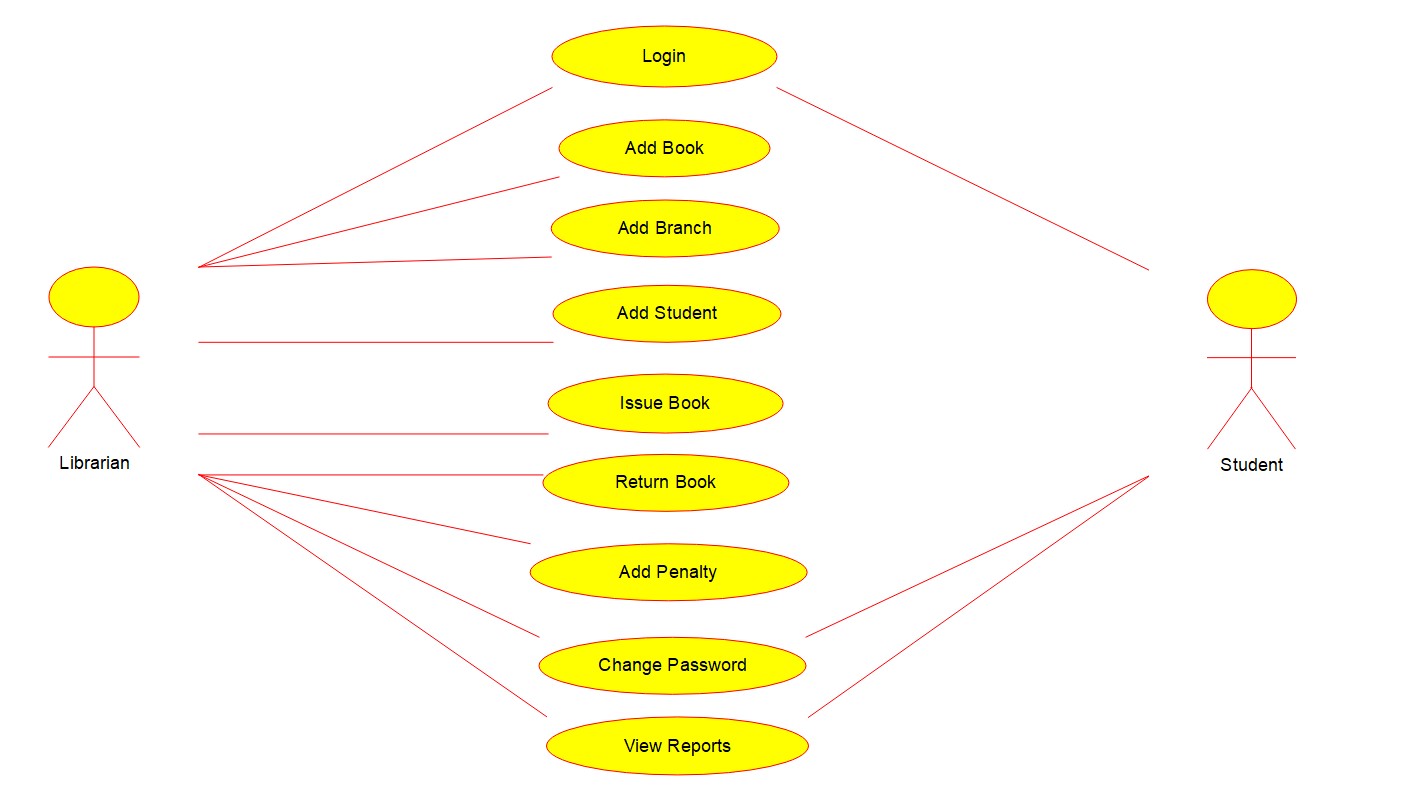 Login
Add Book
Add Branch
Add Student
Issue Book
Librarian
Student
Return Book
Add Penalty
Change Password
View Reports